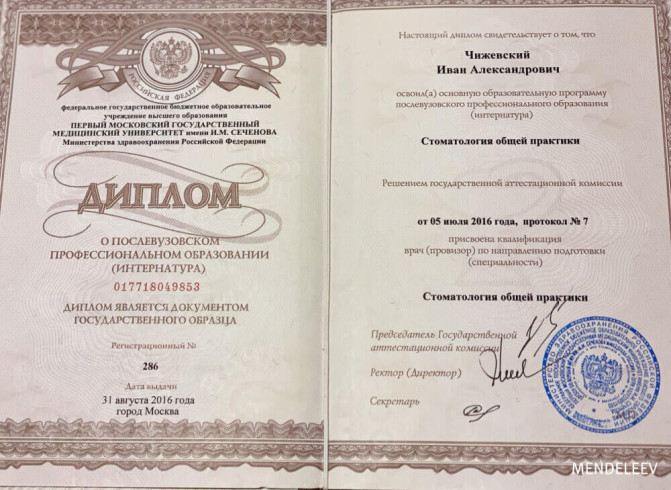 РОССИЙСКАЯ ФЕДЕРАЦИЯ
федеральное государственное бюджетное образовательное
учреждение высшего образования
ПЕРВЫЙ МОСКОВСКИЙ ГОСУДАРСТВЕННЫЙ
МЕДИЦИНСКИЙ УНИВЕРСИТЕТ имени И.М. СЕЧЕНОВА
Министерства здравоохранения Российской Федерации
ДИПЛОМ
О ПОСЛЕВУЗОВСКОМ
ПРОФЕССИОНАЛЬНОМ ОБРАЗОВАНИИ
(ИНТЕРНАТУРА)
017718049853
ДИПЛОМ ЯВЛЯЕТСЯ ДОКУМЕНТОМ
ГОСУДАРСТВЕННОГО ОБРАЗЦА
Регистрационный №
286
Дата выдачи
31 августа 2016 года
город Москва
Настоящий диплом свидетельствует о том, что
Чижевский
Иван Александрович
освоил(а) основную образовательную программу
послевузовского профессионального образования
(интернатура)
Стоматология общей практики
Решением государственной аттестационной комиссии
от 05 июля 2016 года, протокол № 7
присвоена квалификация
врач (провизор) по направлению подготовки
(специальности)
Стоматология общей практики
Председатель Государственной
аттестационной комиссии
Ректор (Директор)
Секретарь
MENDELEEV